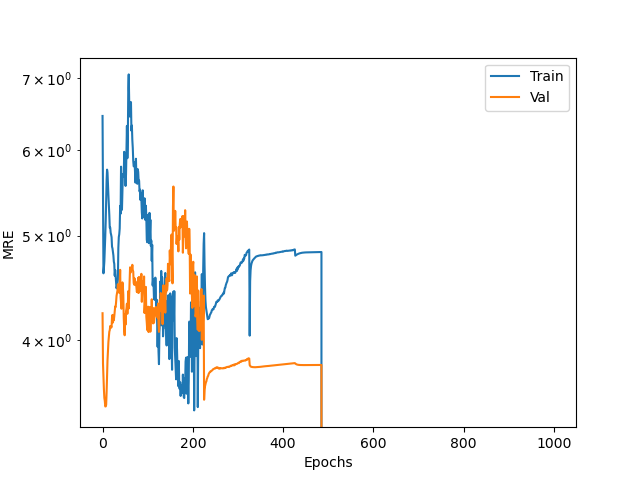 7 × 10⁰
6 × 10⁰
5 × 10⁰
4 × 10⁰
MRE
0 200 400 600 800 1000
Epochs
Train
Val